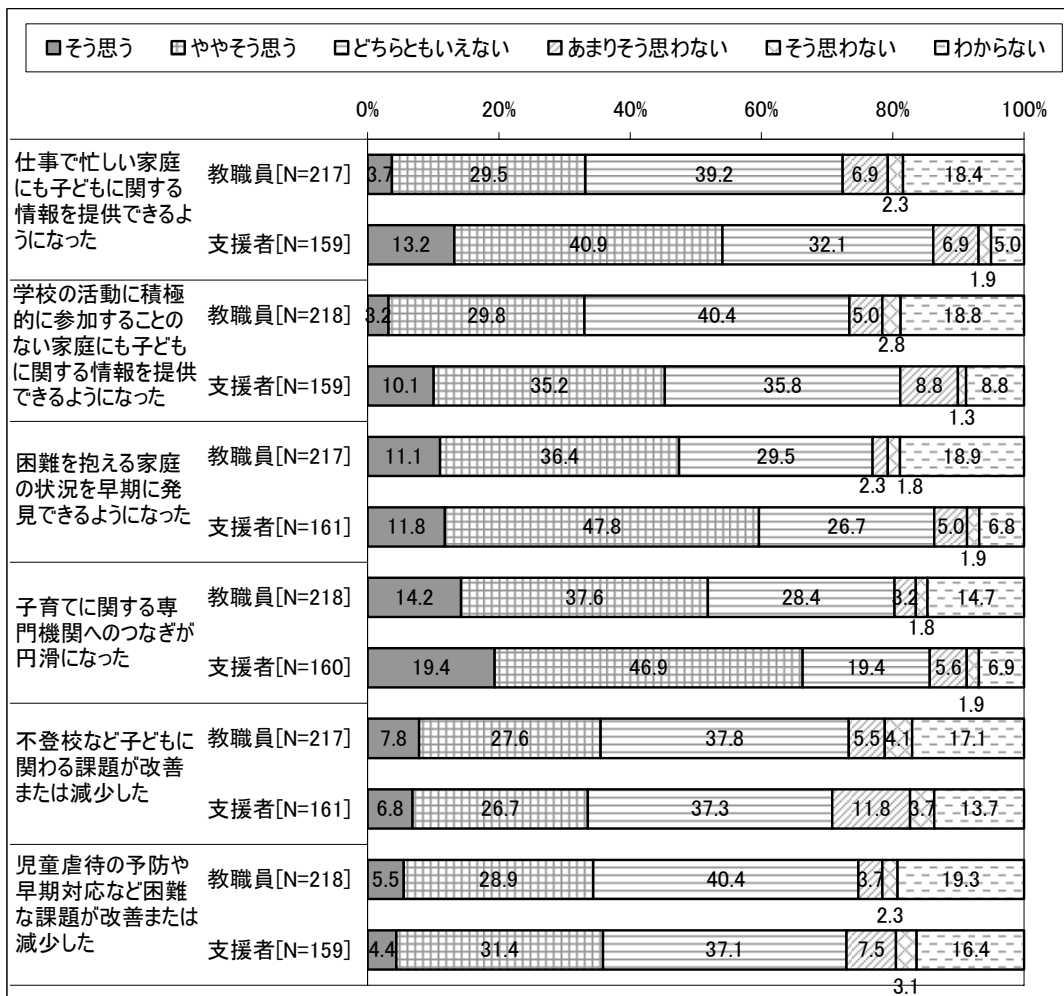 そう思う ややそう思う どちらともいえない あまりそう思わない そう思わない わからない
0% 20% 40% 60% 80% 100%
仕事で忙しい家庭
にも子どもに関する
情報を提供できるよ
うになった
教職員[N=217] 3.7 29.5 39.2 6.9 2.3 18.4
支援者[N=159] 13.2 40.9 32.1 6.9 1.9 5.0
学校の活動に積極
的に参加することの
ない家庭にも子ども
に関する情報を提供
できるようになった
教職員[N=218] 3.2 29.8 40.4 5.0 2.8 18.8
支援者[N=159] 10.1 35.2 35.8 8.8 1.3 8.8
困難を抱える家庭
の状況を早期に発
見できるようになった
教職員[N=217] 11.1 36.4 29.5 2.3 1.8 18.9
支援者[N=161] 11.8 47.8 26.7 5.0 1.9 6.8
子育てに関する専
門機関へのつなぎが
円滑になった
教職員[N=218] 14.2 37.6 28.4 3.2 1.8 14.7
支援者[N=160] 19.4 46.9 19.4 5.6 1.9 6.9
不登校など子どもに
関わる課題が改善
または減少した
教職員[N=217] 7.8 27.6 37.8 5.5 4.1 17.1
支援者[N=161] 6.8 26.7 37.3 11.8 3.7 13.7
児童虐待の予防や
早期対応など困難
な課題が改善または
減少した
教職員[N=218] 5.5 28.9 40.4 3.7 2.3 19.3
支援者[N=159] 4.4 31.4 37.1 7.5 3.1 16.4